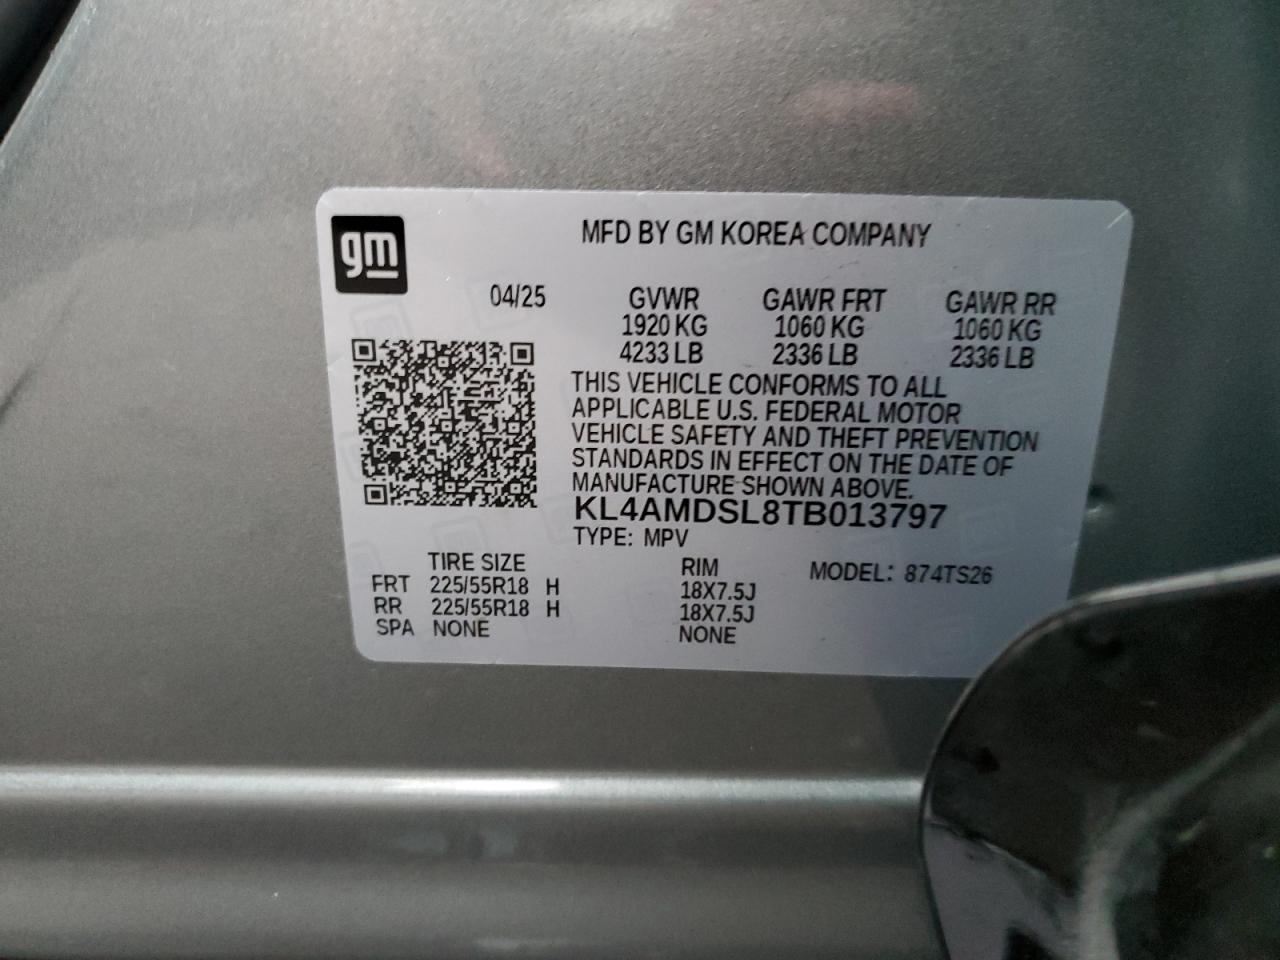 gm
MFD BY GM KOREA COMPANY
04/25 GVWR GAWR FRT GAWR RR
1920 KG 1060 KG 1060 KG
4233 LB 2336 LB 2336 LB
THIS VEHICLE CONFORMS TO ALL
APPLICABLE U.S. FEDERAL MOTOR
VEHICLE SAFETY AND THEFT PREVENTION
STANDARDS IN EFFECT ON THE DATE OF
MANUFACTURE SHOWN ABOVE.
KL4AMDSL8TB013797
TYPE: MPV
TIRE SIZE RIM MODEL: 874TS26
FRT 225/55R18 H 18X7.5J
RR 225/55R18 H 18X7.5J
SPA NONE NONE